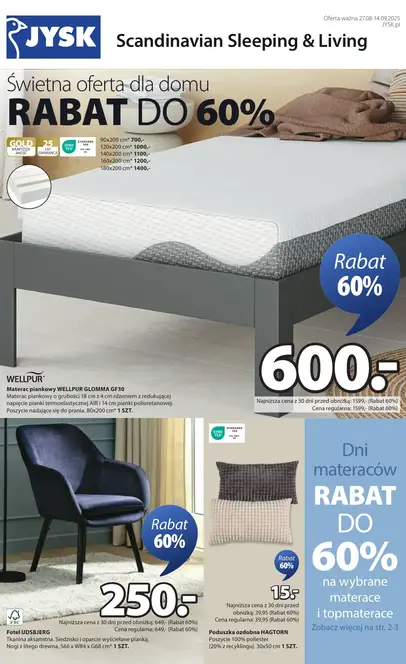 Oferta ważna 27.08-14.09.2025
JYSK.pl
JYSK
Scandinavian Sleeping & Living
Świetna oferta dla domu
RABAT DO 60%
GOLD
25
90x200 cm* 700,-
120x200 cm* 1000,-
140x200 cm* 1100,-
160x200 cm* 1200,-
180x200 cm* 1400,-
Rabat
60%
600.-
Najniższa cena z 30 dni przed obniżką: 1599,- (Rabat 60%)
Cena regularna: 1599,- (Rabat 60%)
WELLPUR
Materac piankowy WELLPUR GLOMMA GF30
Materac piankowy o grubości 18 cm z 4 cm rdzeniem z redukującej
napięcie pianki termoelastycznej AIR i 14 cm pianki poliuretanowej.
Poszycie nadające się do prania. 80x200 cm* 1 SZT.
Rabat
60%
250.-
Najniższa cena z 30 dni przed obniżką: 649,- (Rabat 60%)
Cena regularna: 649,- (Rabat 60%)
FSC
Fotel UDSBJERG
Tkanina aksamitna. Siedzisko i oparcie wyściełane pianką.
Nogi z litego drewna. S66 x W84 x G68 cm* 1 SZT.
Rabat
60%
15.-
Najniższa cena z 30 dni przed
obniżką: 39,95 (Rabat 60%)
Cena regularna: 39,95 (Rabat 60%)
Poduszka ozdobna HAGTORN
Poszycie 100% poliester
(20% z recyklingu). 30x50 cm* 1 SZT.
Dni
materaców
RABAT
DO
60%
na wybrane
materace
i topmaterace
Zobacz więcej na str. 2-3